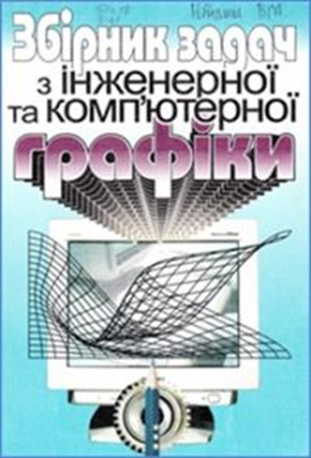 Збірник задач
з інженерної
та комп'ютерної
графіки